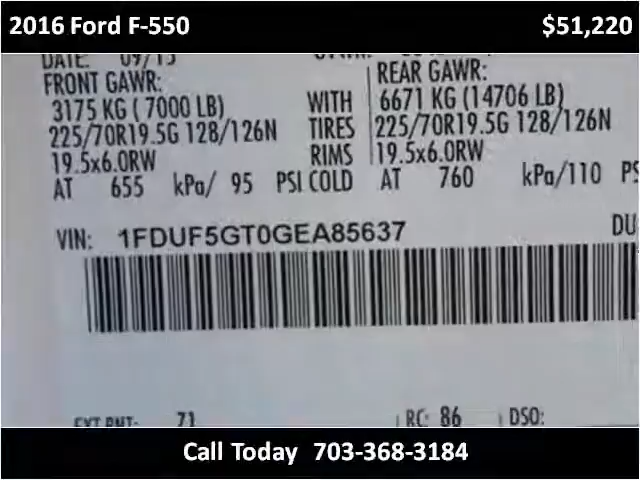 2016 Ford F-550 $51,220
DATE: 09/15
FRONT GAWR: REAR GAWR:
3175 KG ( 7000 LB) WITH 6671 KG (14706 LB)
225/70R19.5G 128/126N TIRES 225/70R19.5G 128/126N
19.5x6.0RW RIMS 19.5x6.0RW
AT 655 kPa/ 95 PSI COLD AT 760 kPa/110 PS
VIN: 1FDUF5GT0GEA85637 DU
EXT PNT: 71 RC: 86 DSO:
Call Today 703-368-3184